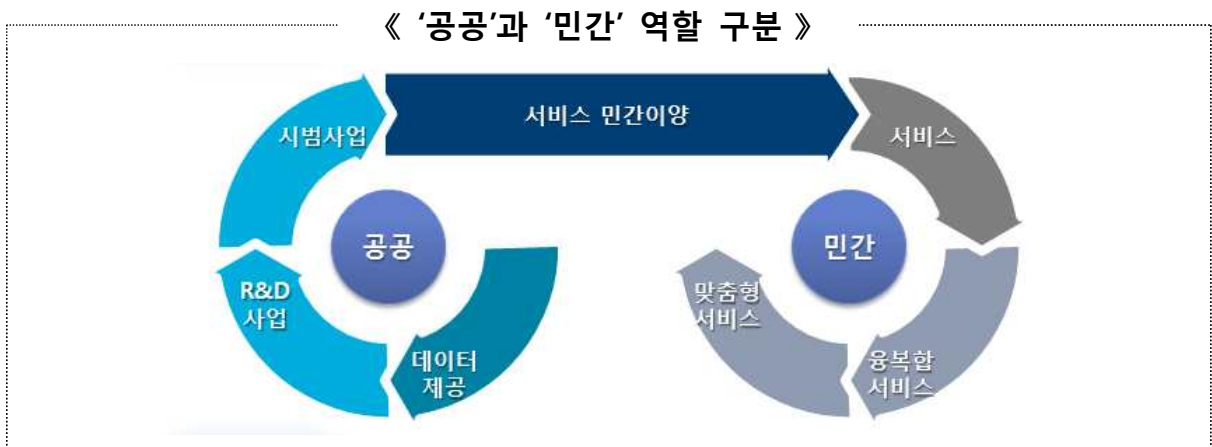 《 ‘공공’과 ‘민간’ 역할 구분 》
시범사업
서비스 민간이양
서비스
공공
민간
R&D
사업
데이터
제공
맞춤형
서비스
융복합
서비스